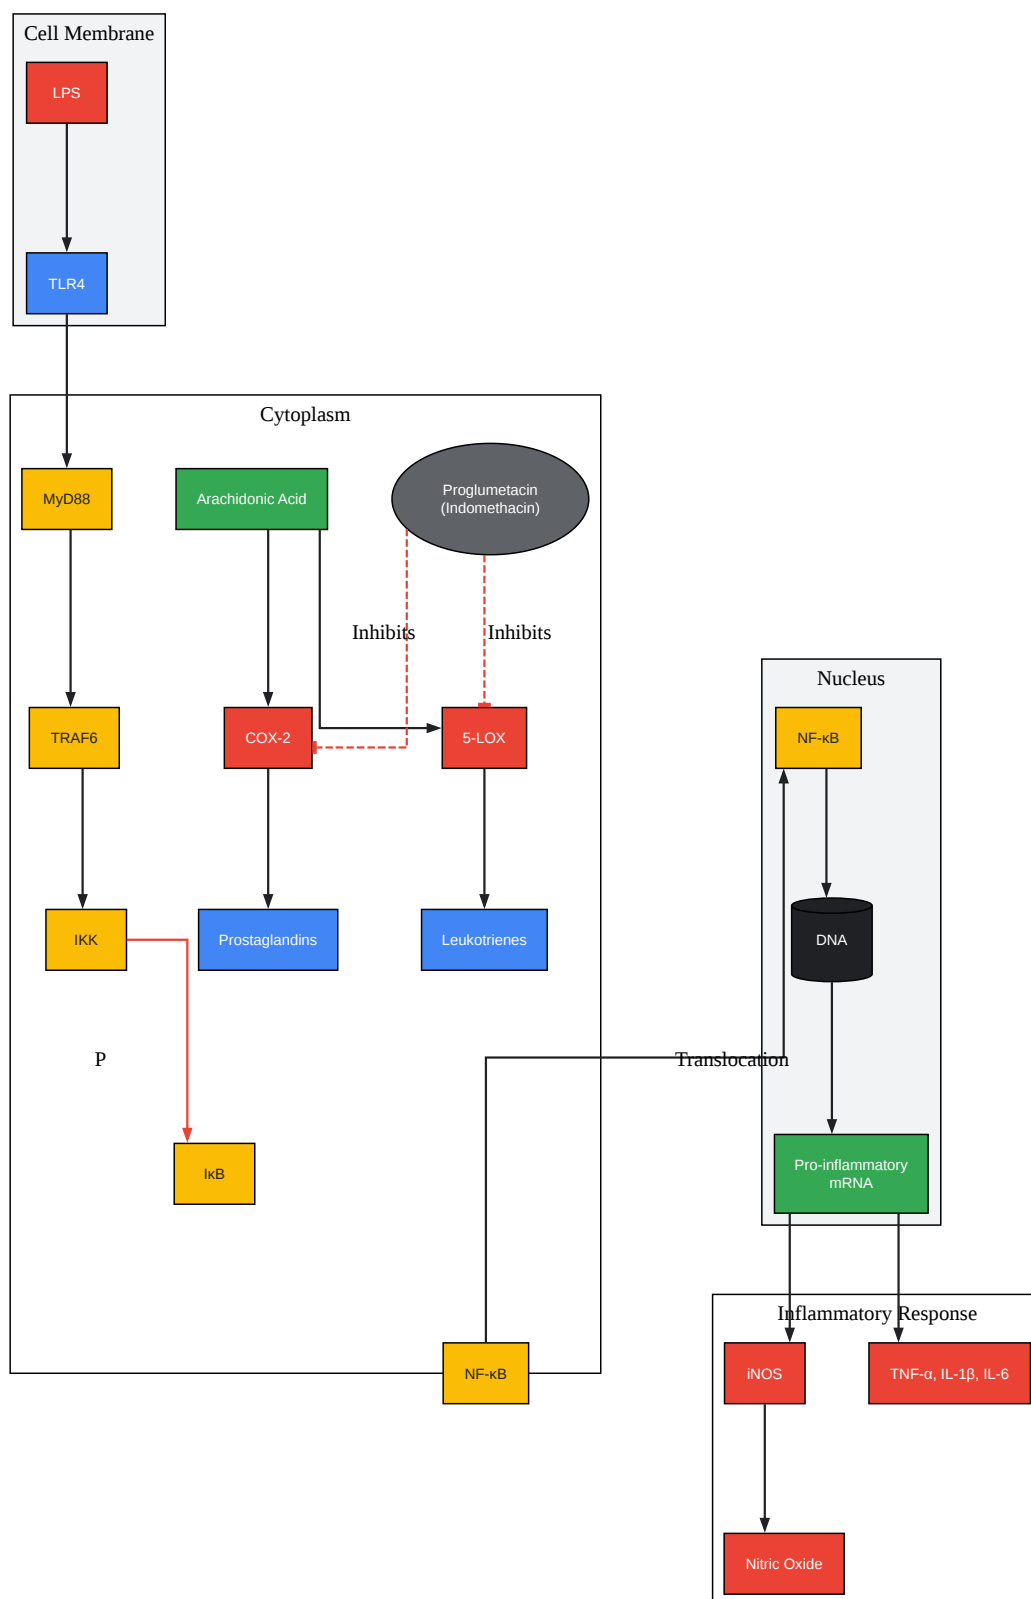 Cell Membrane
LPS
TLR4
Cytoplasm
MyD88
Arachidonic Acid
Proglumetacin
(Indomethacin)
Inhibits
Inhibits
TRAF6
COX-2
5-LOX
IKK
Prostaglandins
Leukotrienes
P
IκB
NF-κB
Translocation
Nucleus
NF-κB
DNA
Pro-inflammatory
mRNA
Inflammatory Response
iNOS
TNF-α, IL-1β, IL-6
Nitric Oxide